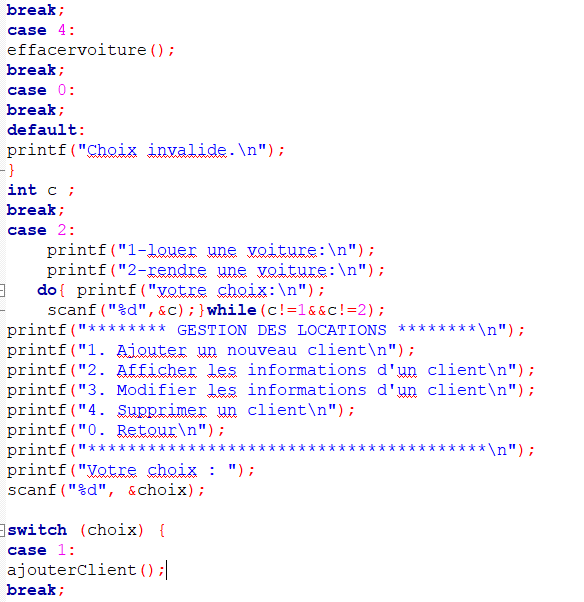 break;
case 4:
effacervoiture();
break;
case 0:
break;
default:
printf("Choix invalide.\n");
}
int c ;
break;
case 2:
    printf("1-louer une voiture:\n");
    printf("2-rendre une voiture:\n");
   do{ printf("votre choix:\n");
    scanf("%d",&c);}while(c!=1&&c!=2);
printf("******** GESTION DES LOCATIONS ********\n");
printf("1. Ajouter un nouveau client\n");
printf("2. Afficher les informations d'un client\n");
printf("3. Modifier les informations d'un client\n");
printf("4. Supprimer un client\n");
printf("0. Retour\n");
printf("****************************************\n");
printf("Votre choix : ");
scanf("%d", &choix);

switch (choix) {
case 1:
ajouterClient();
break;